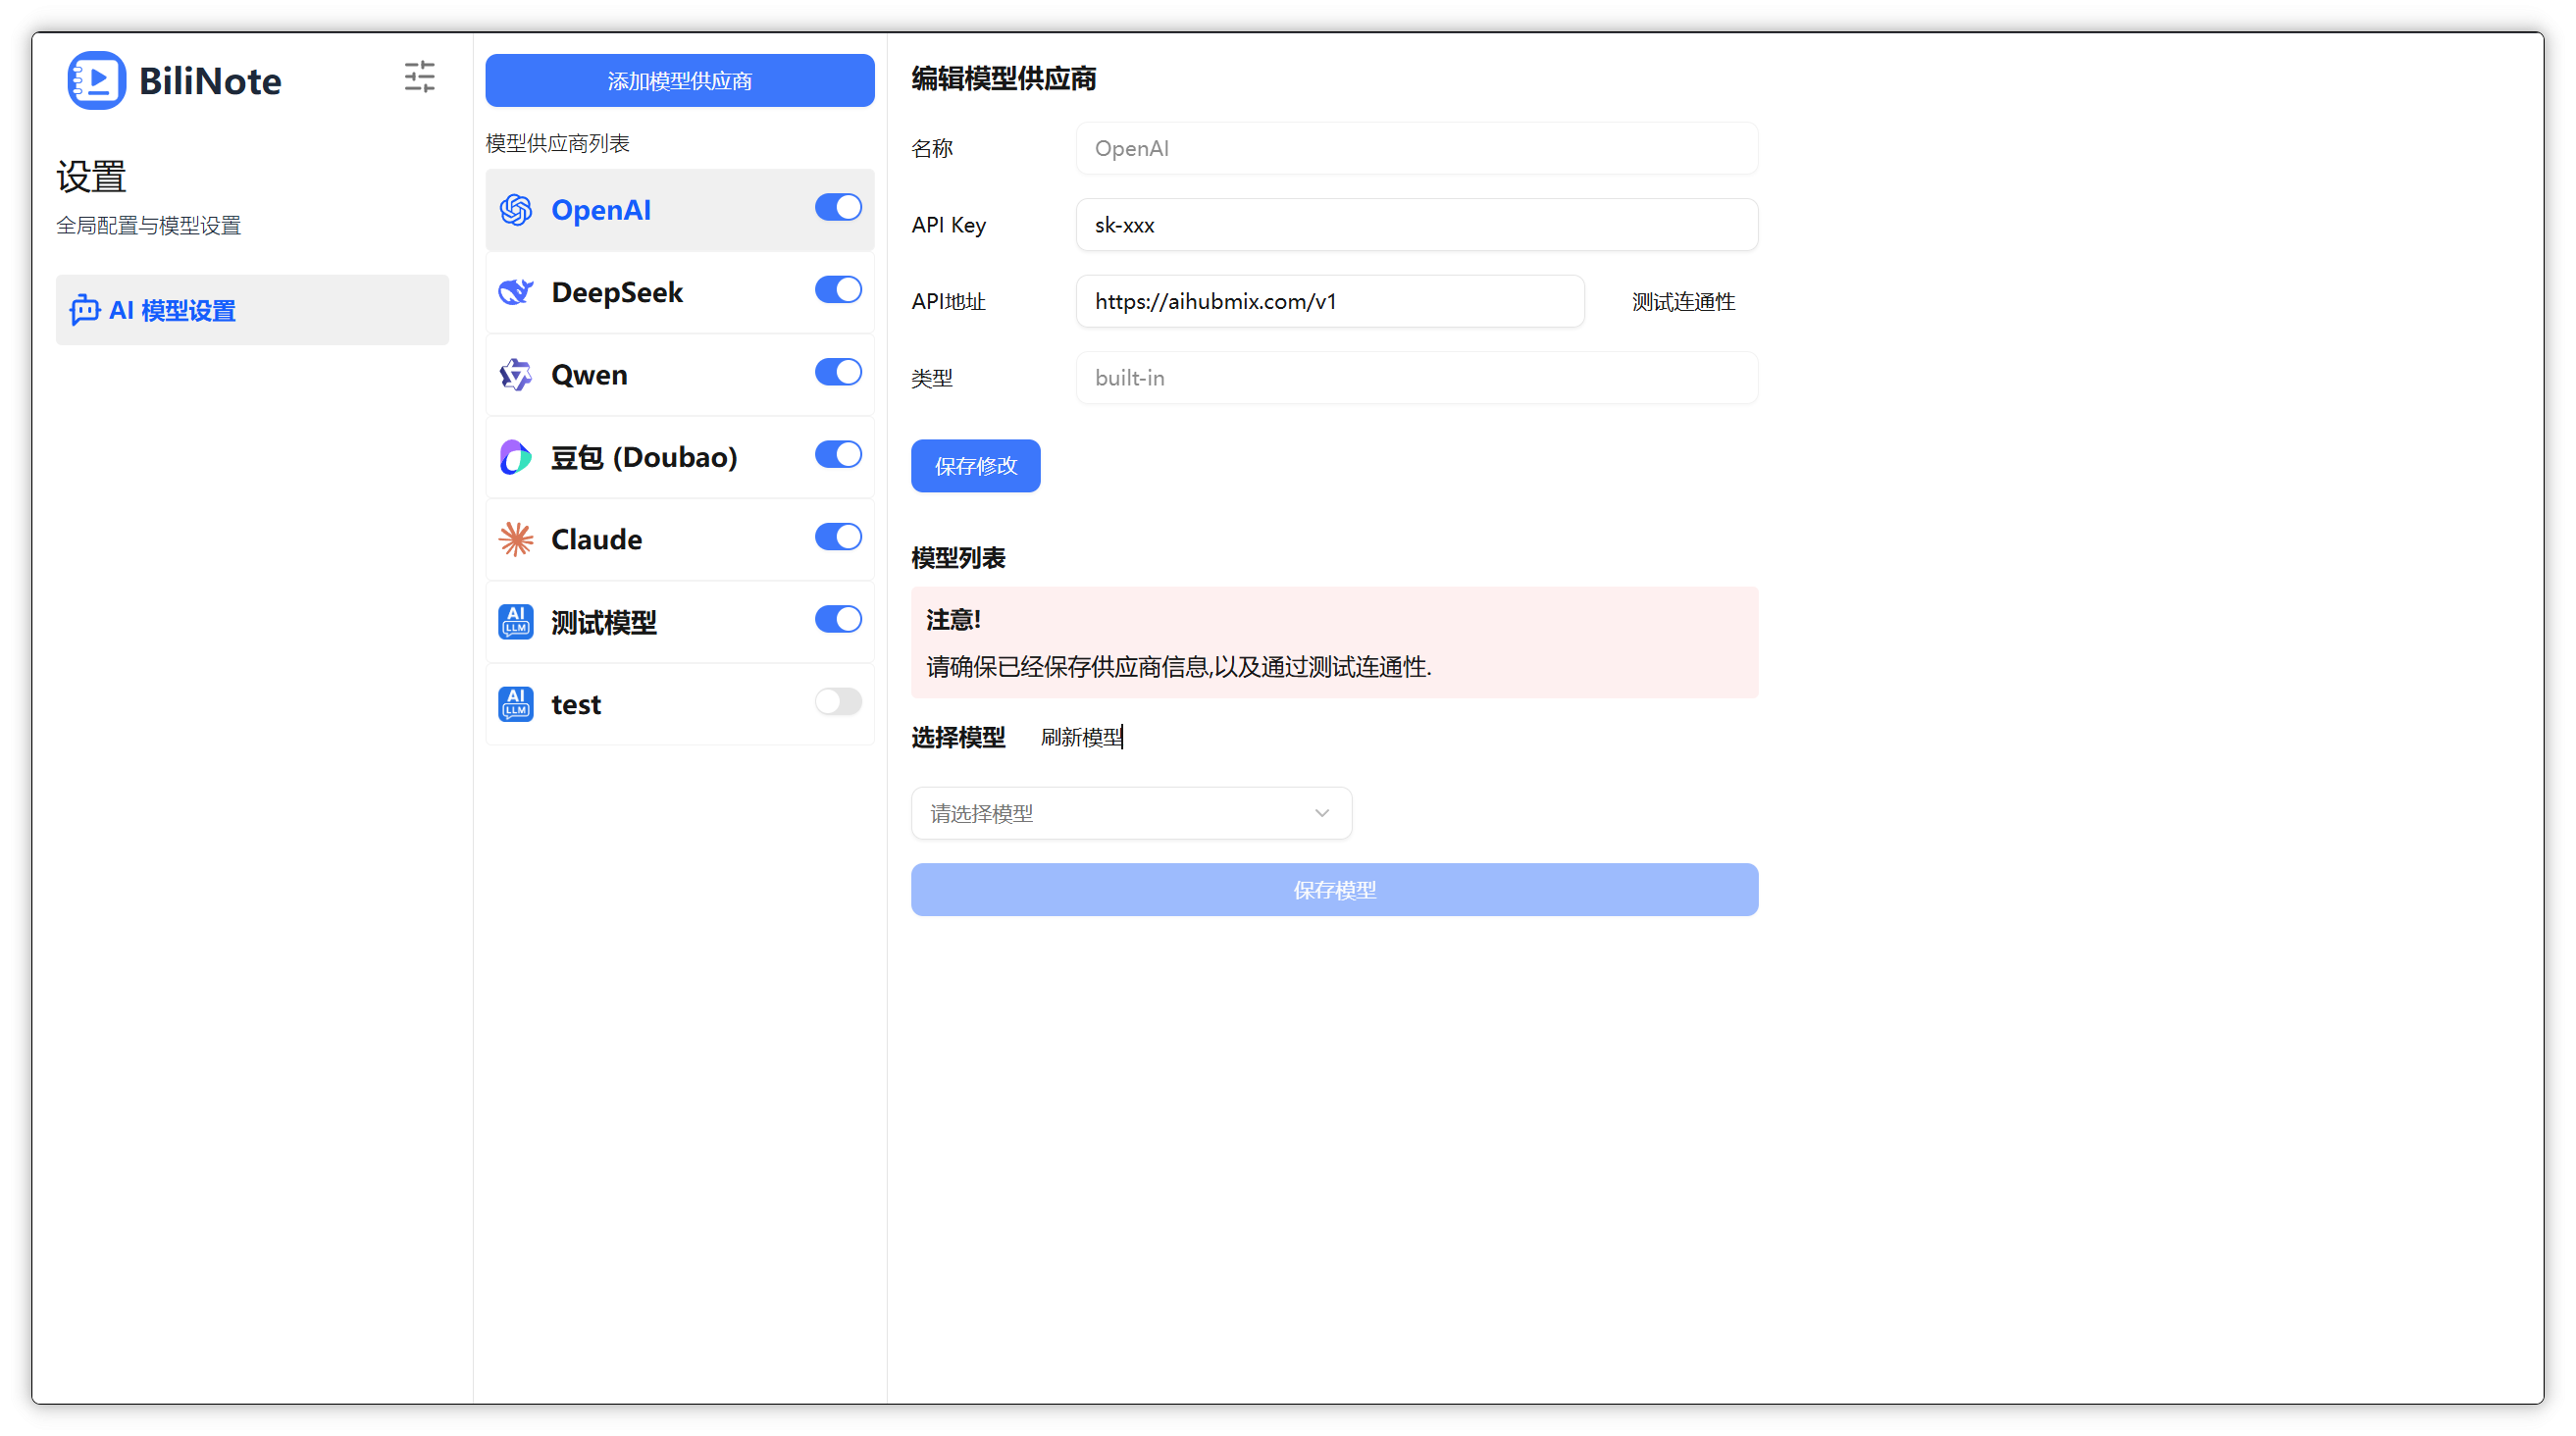 BiliNote
设置
全局配置与模型设置
AI 模型设置
添加模型供应商
模型供应商列表
OpenAI
DeepSeek
Qwen
豆包 (Doubao)
Claude
AI
LLM
测试模型
AI
LLM
test
编辑模型供应商
名称 OpenAI
API Key sk-xxx
API地址 https://aihubmix.com/v1 测试连通性
类型 built-in
保存修改
模型列表
注意!
请确保已经保存供应商信息,以及通过测试连通性.
选择模型 刷新模型
请选择模型
保存模型